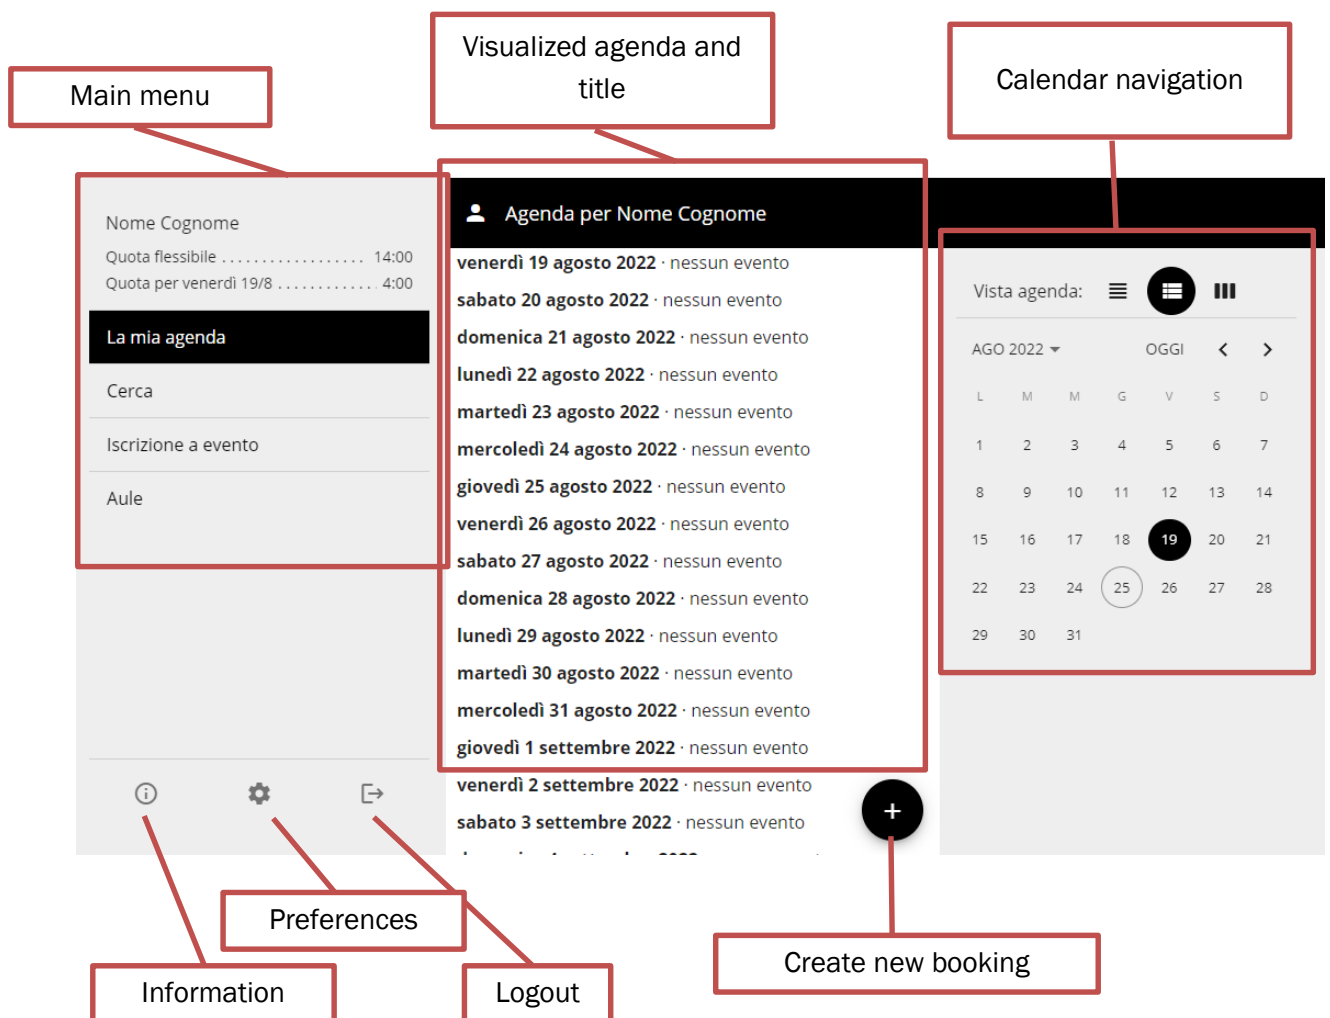 Visualized agenda and
title
Calendar navigation
Main menu
Nome Cognome
Quota flessibile . . . . . . . . . . . . . . . . . . 14:00
Quota per venerdì 19/8 . . . . . . . . . . . . 4:00
La mia agenda
Cerca
Iscrizione a evento
Aule
Agenda per Nome Cognome
venerdì 19 agosto 2022 · nessun evento
sabato 20 agosto 2022 · nessun evento
domenica 21 agosto 2022 · nessun evento
lunedì 22 agosto 2022 · nessun evento
martedì 23 agosto 2022 · nessun evento
mercoledì 24 agosto 2022 · nessun evento
giovedì 25 agosto 2022 · nessun evento
venerdì 26 agosto 2022 · nessun evento
sabato 27 agosto 2022 · nessun evento
domenica 28 agosto 2022 · nessun evento
lunedì 29 agosto 2022 · nessun evento
martedì 30 agosto 2022 · nessun evento
mercoledì 31 agosto 2022 · nessun evento
giovedì 1 settembre 2022 · nessun evento
venerdì 2 settembre 2022 · nessun evento
sabato 3 settembre 2022 · nessun evento
Vista agenda:
AGO 2022 OGGI
L M M G V S D
1 2 3 4 5 6 7
8 9 10 11 12 13 14
15 16 17 18 19 20 21
22 23 24 25 26 27 28
29 30 31
Preferences
Information
Logout
Create new booking